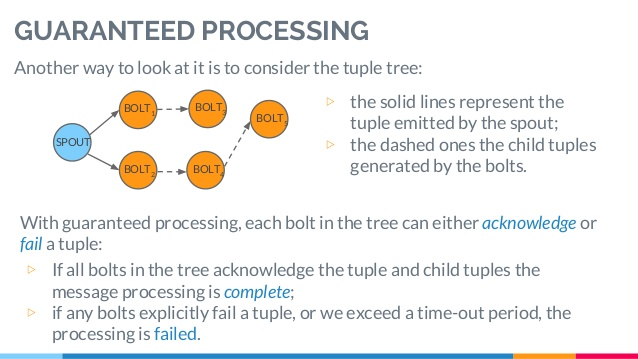 GUARANTEED PROCESSING
Another way to look at it is to consider the tuple tree:
SPOUT
BOLT1
BOLT3
BOLT5
BOLT2
BOLT4
▷ the solid lines represent the
tuple emitted by the spout;
▷ the dashed ones the child tuples
generated by the bolts.
With guaranteed processing, each bolt in the tree can either acknowledge or
fail a tuple:
▷ If all bolts in the tree acknowledge the tuple and child tuples the
message processing is complete;
▷ if any bolts explicitly fail a tuple, or we exceed a time-out period, the
processing is failed.